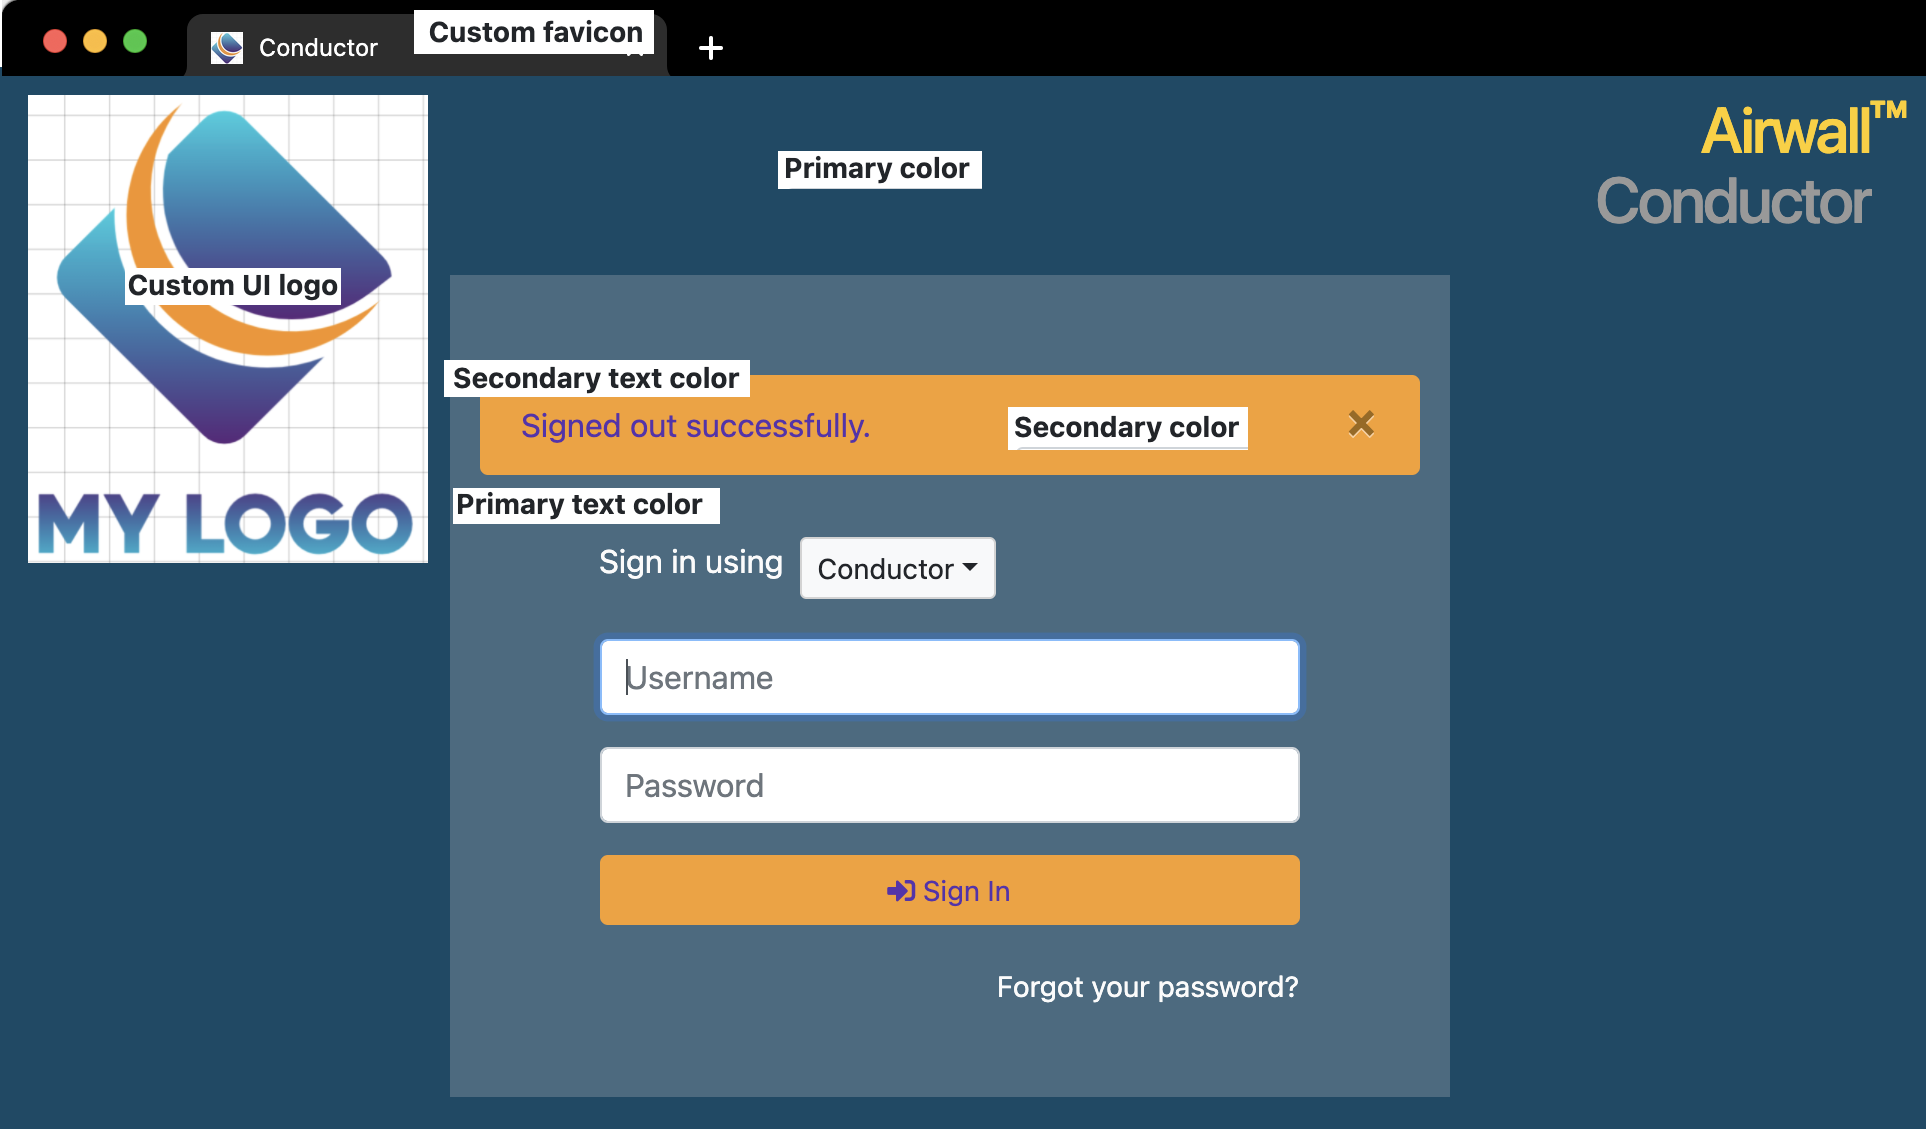 Conductor
Custom favicon
Airwall™
Conductor
Primary color
Custom UI logo
MY LOGO
Secondary text color
Signed out successfully.
Secondary color
Primary text color
Sign in using
Conductor
Username
Password
Sign In
Forgot your password?